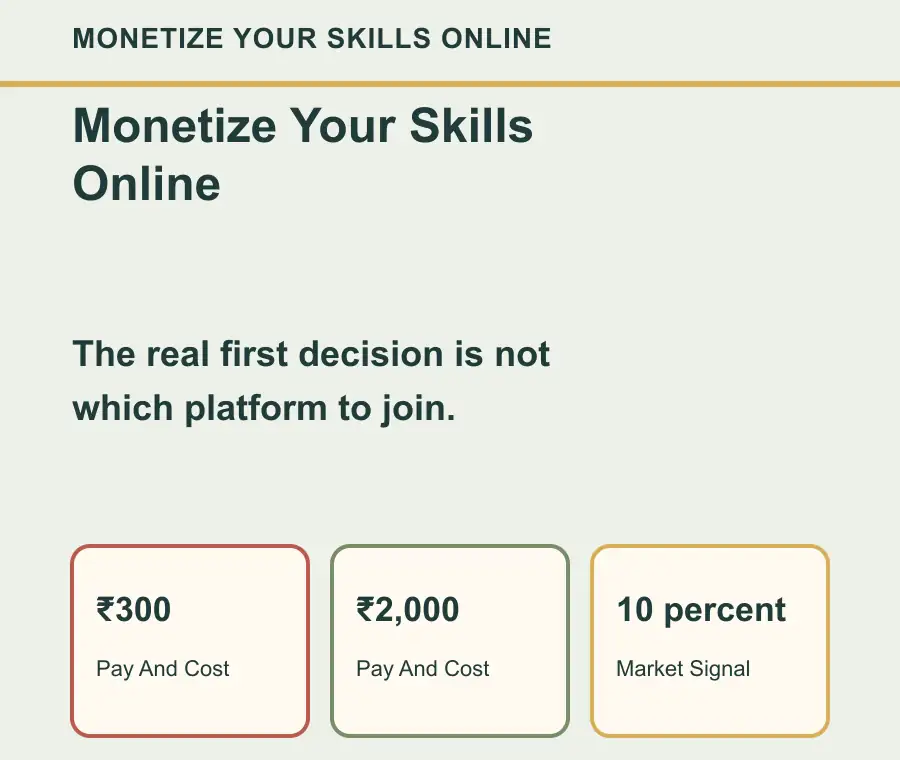 MONETIZE YOUR SKILLS ONLINE
Monetize Your Skills
Online
The real first decision is not
which platform to join.
₹300
Pay And Cost
₹2,000
Pay And Cost
10 percent
Market Signal